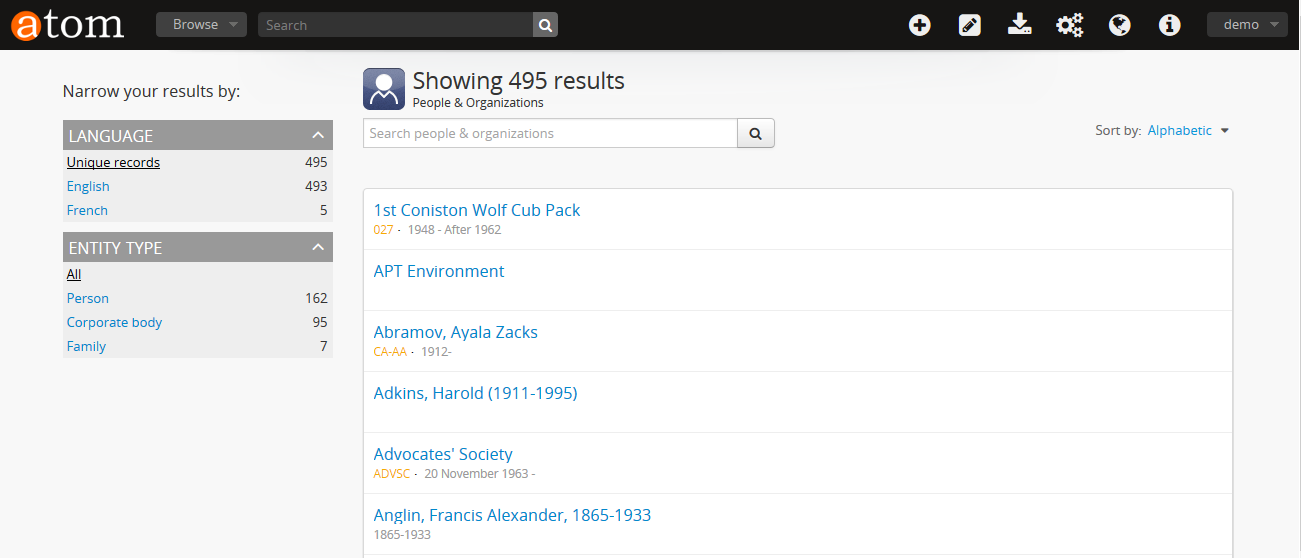 atom
Browse
Search
demo
Narrow your results by:
LANGUAGE
Unique records 495
English 493
French 5
ENTITY TYPE
All
Person 162
Corporate body 95
Family 7
Showing 495 results
People & Organizations
Search people & organizations
Sort by: Alphabetic
1st Coniston Wolf Cub Pack
027 · 1948 - After 1962
APT Environment
Abramov, Ayala Zacks
CA-AA · 1912-
Adkins, Harold (1911-1995)
Advocates' Society
ADVSC · 20 November 1963 -
Anglin, Francis Alexander, 1865-1933
1865-1933